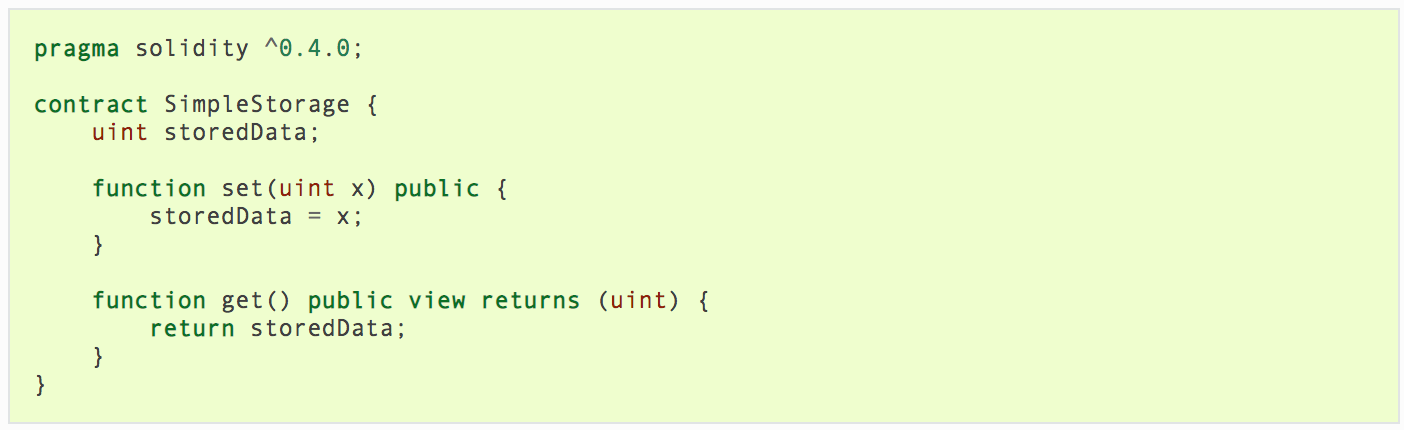 pragma solidity ^0.4.0;

contract SimpleStorage {
    uint storedData;

    function set(uint x) public {
        storedData = x;
    }

    function get() public view returns (uint) {
        return storedData;
    }
}